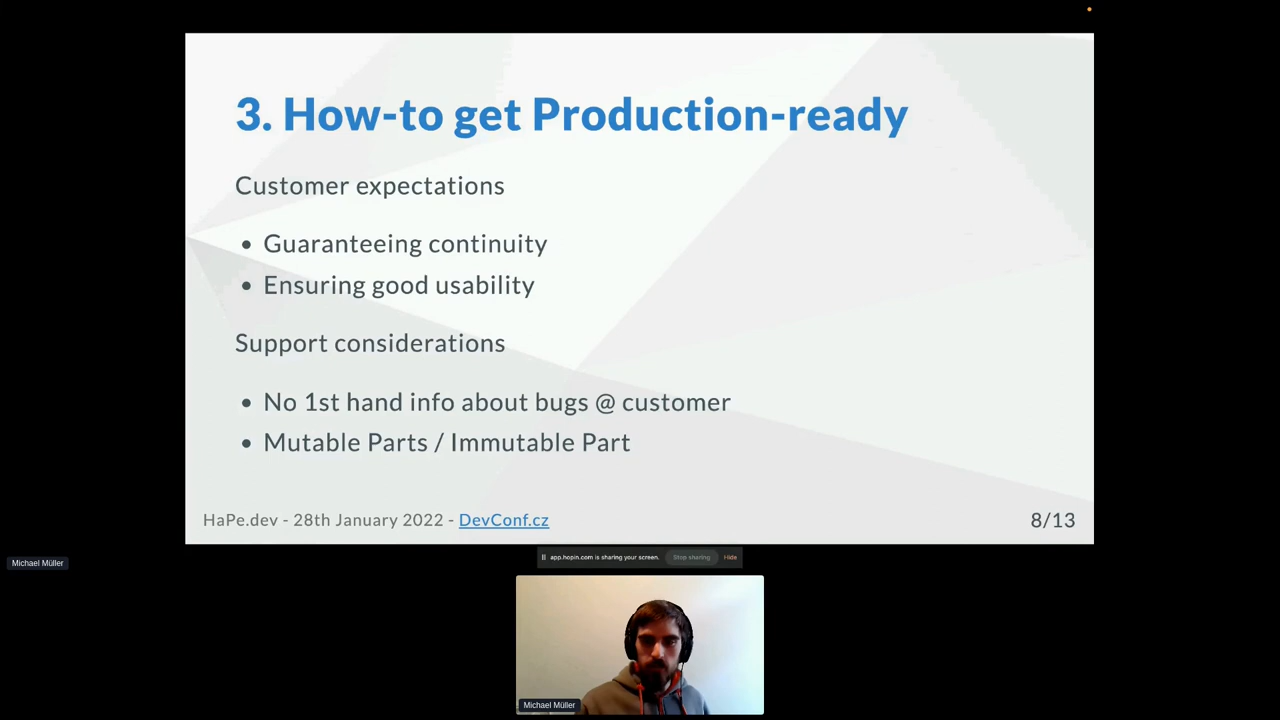 3. How-to get Production-ready
Customer expectations
Guaranteeing continuity
Ensuring good usability
Support considerations
No 1st hand info about bugs @ customer
Mutable Parts / Immutable Part
HaPe.dev - 28th January 2022 - DevConf.cz
8/13
app.hopin.com is sharing your screen. Stop sharing Hide
Michael Müller
Michael Müller